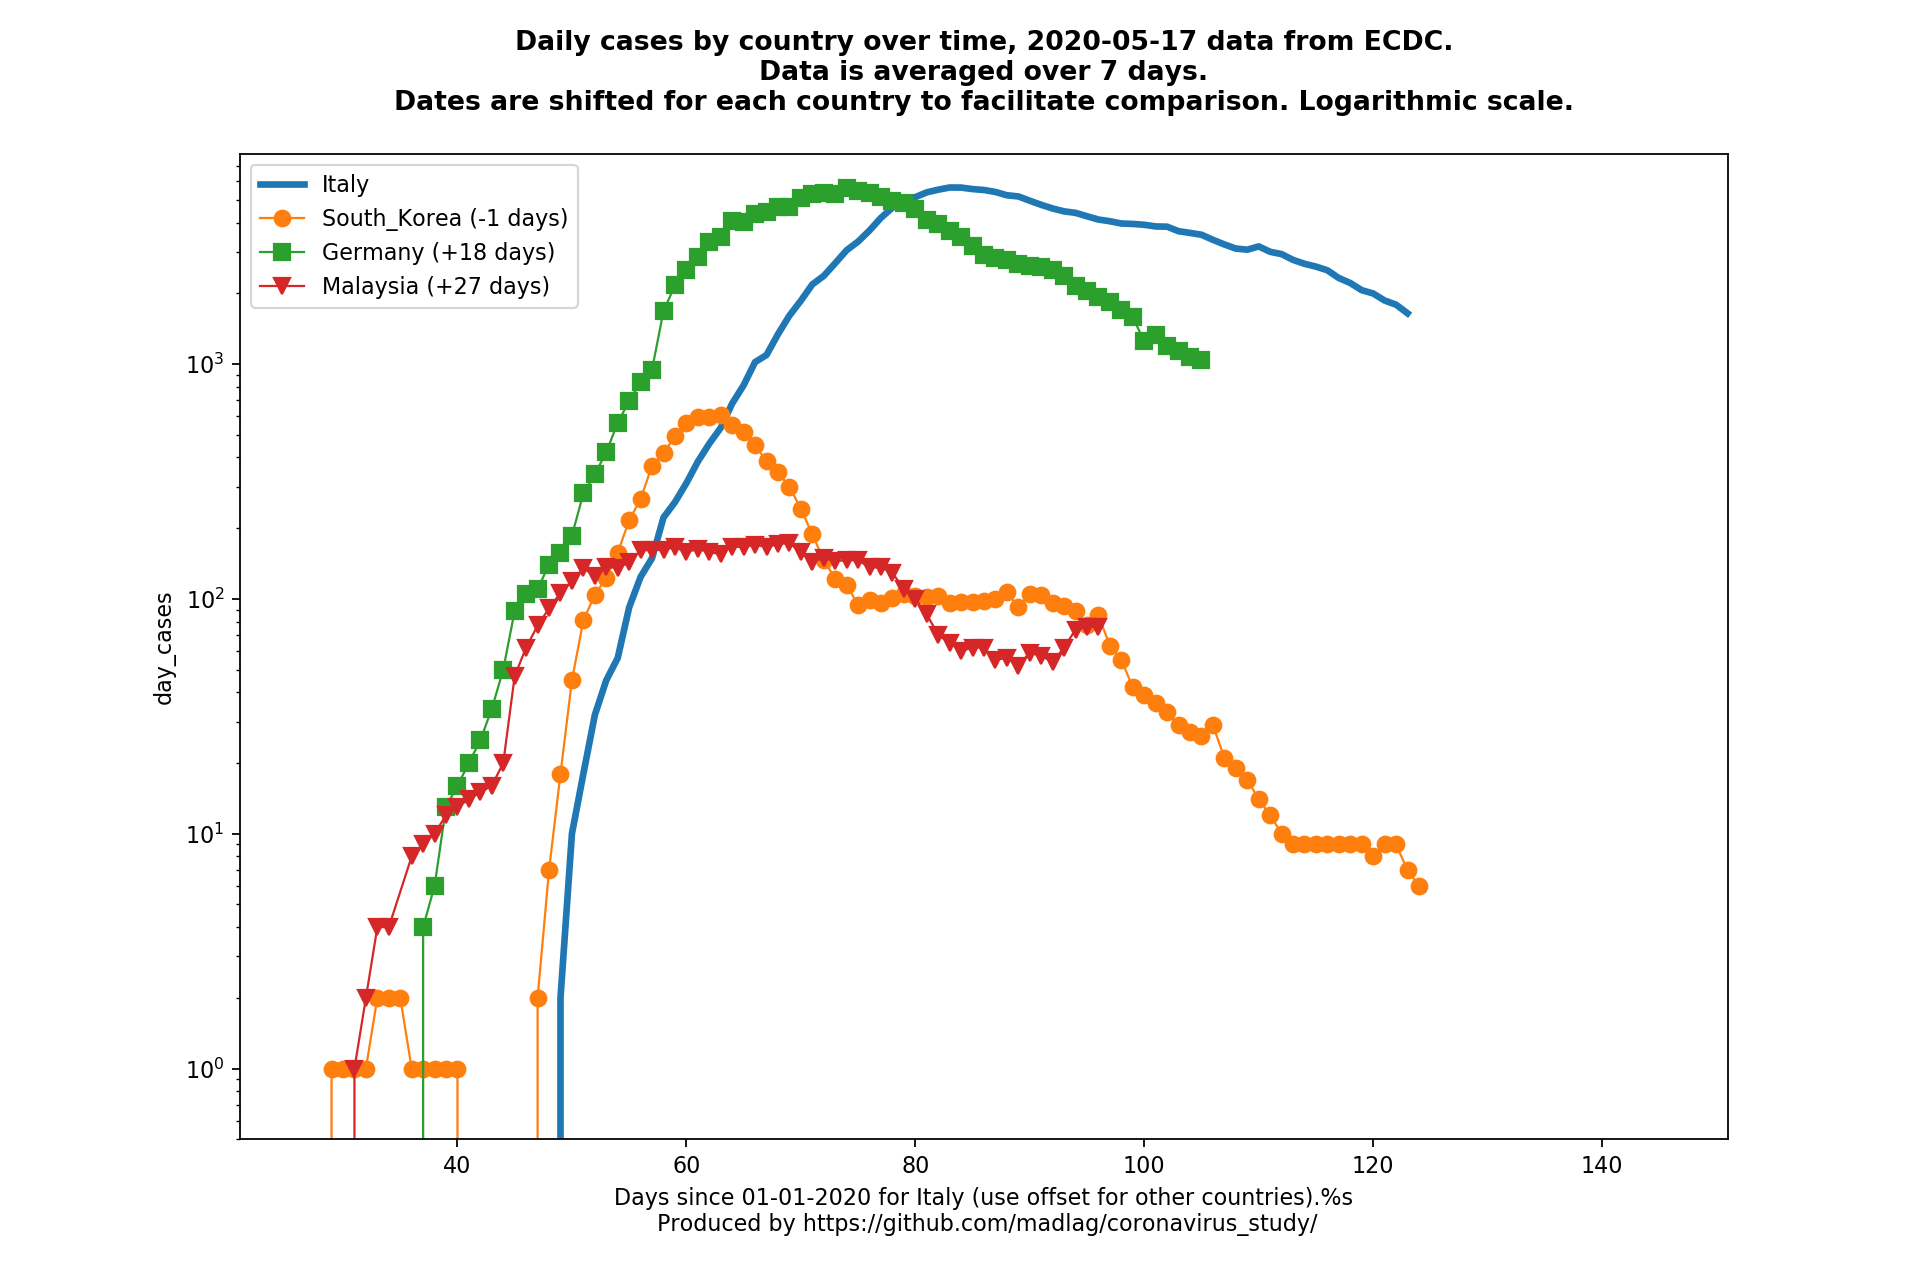 Daily cases by country over time, 2020-05-17 data from ECDC.
Data is averaged over 7 days.
Dates are shifted for each country to facilitate comparison. Logarithmic scale.
Italy
South_Korea (-1 days)
Germany (+18 days)
Malaysia (+27 days)
10³
10²
10¹
10⁰
day_cases
40 60 80 100 120 140
Days since 01-01-2020 for Italy (use offset for other countries).%s
Produced by https://github.com/madlag/coronavirus_study/